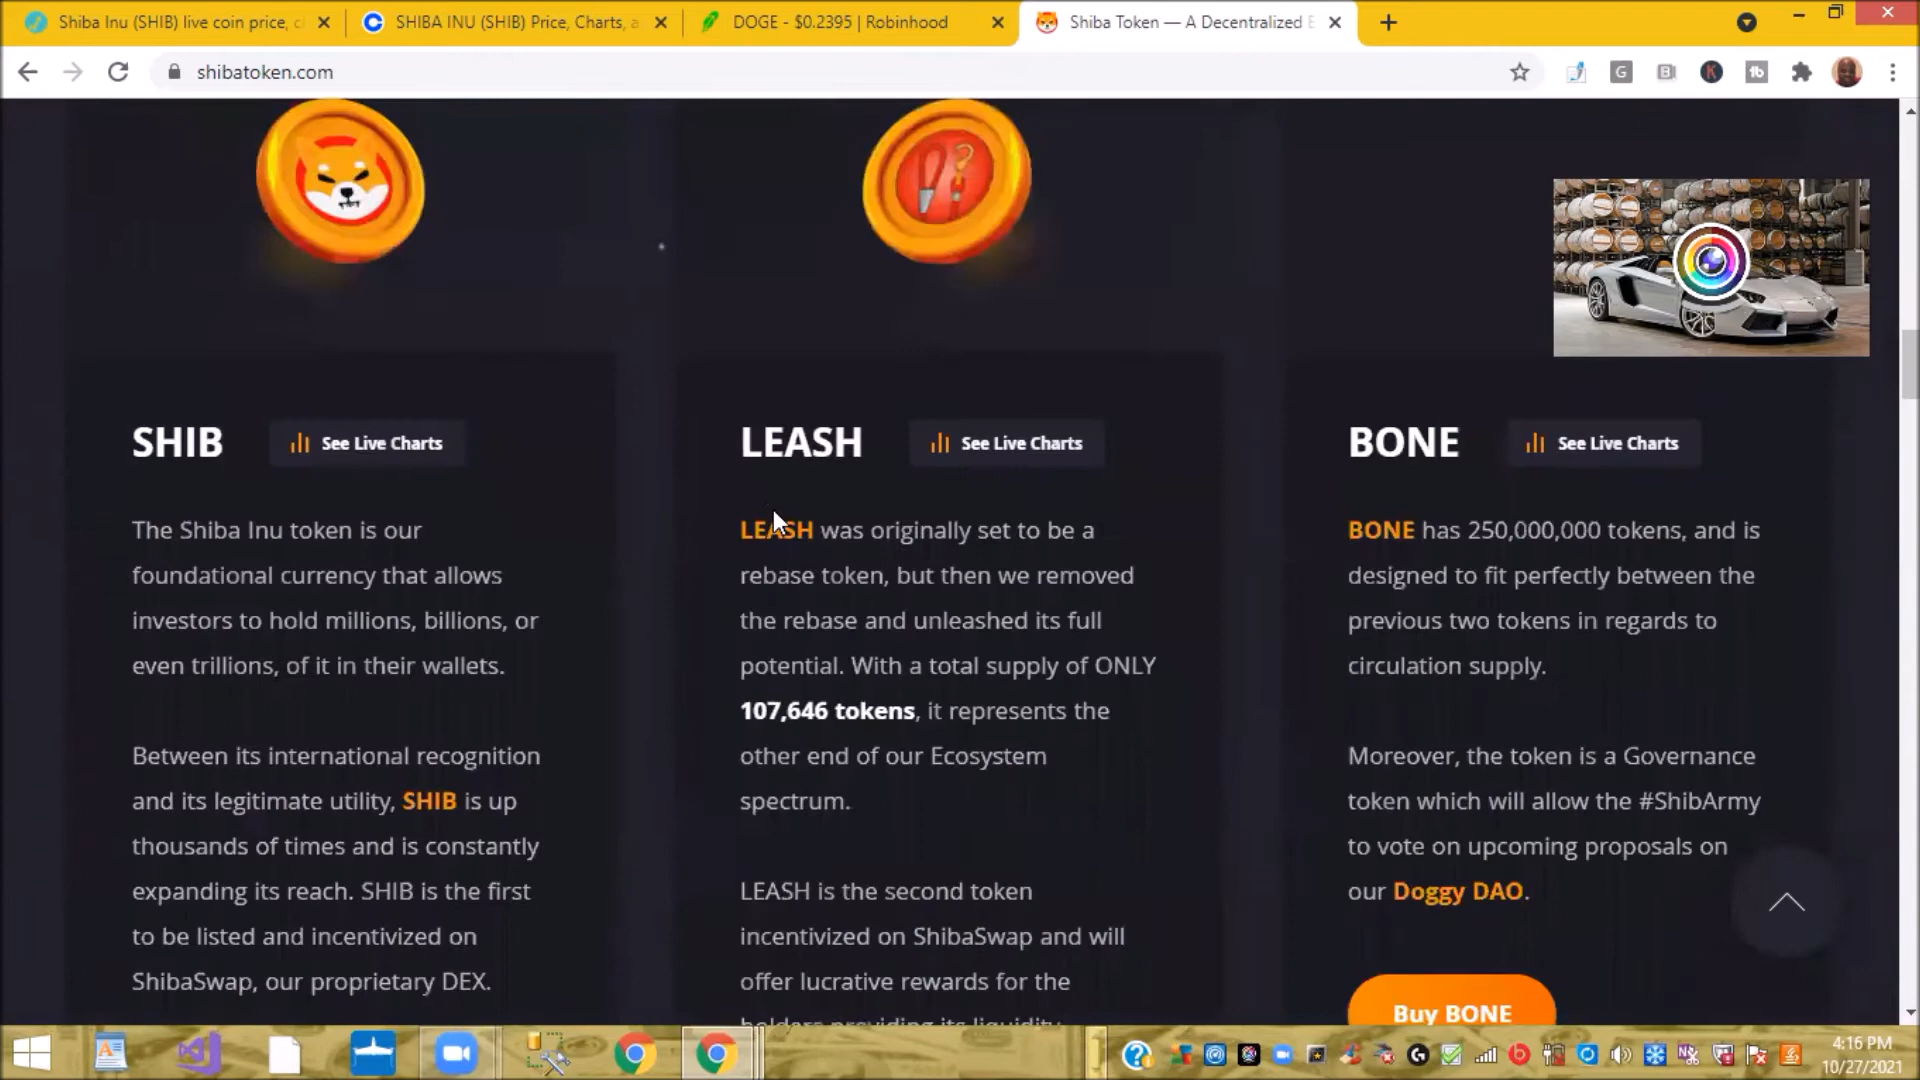 Shiba Inu (SHIB) live coin price, c
SHIBA INU (SHIB) Price, Charts, a
DOGE - $0.2395 | Robinhood
Shiba Token — A Decentralized E
shibatoken.com
SHIB
See Live Charts
The Shiba Inu token is our
foundational currency that allows
investors to hold millions, billions, or
even trillions, of it in their wallets.
Between its international recognition
and its legitimate utility, SHIB is up
thousands of times and is constantly
expanding its reach. SHIB is the first
to be listed and incentivized on
ShibaSwap, our proprietary DEX.
LEASH
See Live Charts
LEASH was originally set to be a
rebase token, but then we removed
the rebase and unleashed its full
potential. With a total supply of ONLY
107,646 tokens, it represents the
other end of our Ecosystem
spectrum.
LEASH is the second token
incentivized on ShibaSwap and will
offer lucrative rewards for the
holders providing its liquidity
BONE
See Live Charts
BONE has 250,000,000 tokens, and is
designed to fit perfectly between the
previous two tokens in regards to
circulation supply.
Moreover, the token is a Governance
token which will allow the #ShibArmy
to vote on upcoming proposals on
our Doggy DAO.
Buy BONE
4:16 PM
10/27/2021